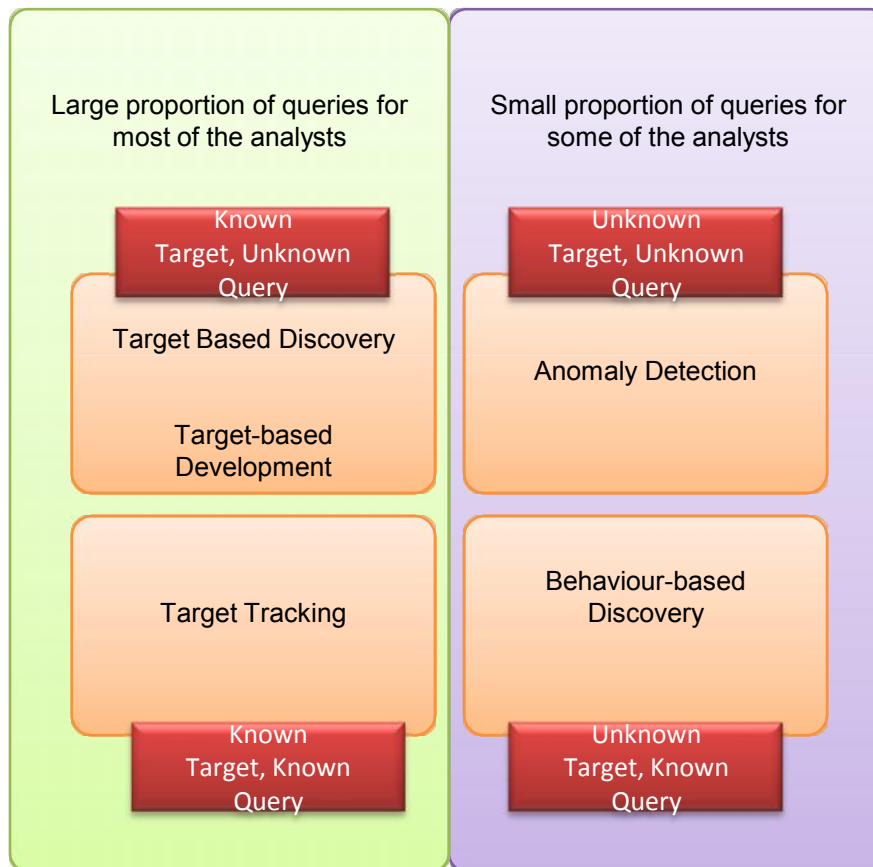 Large proportion of queries for
most of the analysts
Small proportion of queries for
some of the analysts
Known
Target, Unknown
Query
Target Based Discovery
Target-based
Development
Unknown
Target, Unknown
Query
Anomaly Detection
Target Tracking
Known
Target, Known
Query
Behaviour-based
Discovery
Unknown
Target, Known
Query